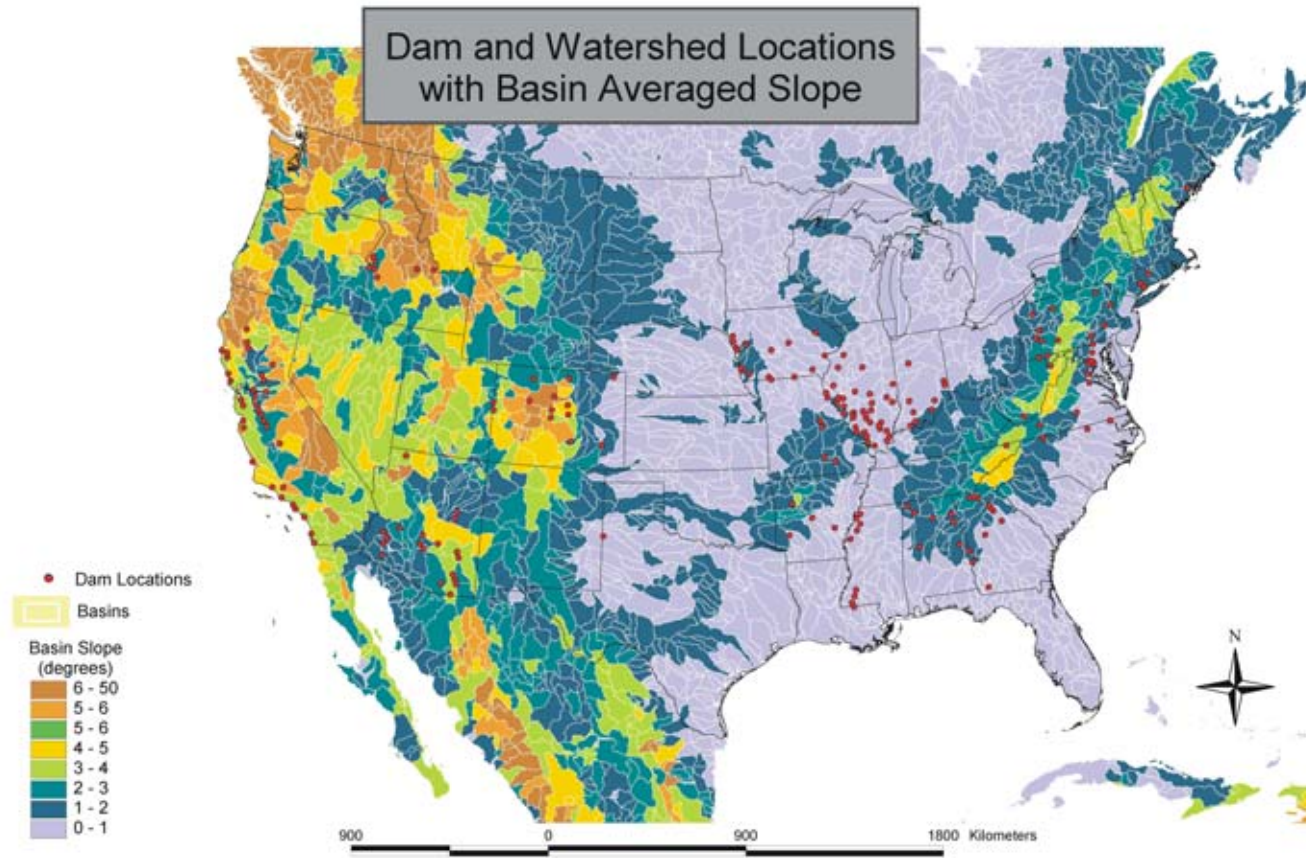 Dam and Watershed Locations
with Basin Averaged Slope
Dam Locations
Basins
Basin Slope
(degrees)
6 - 50
5 - 6
5 - 6
4 - 5
3 - 4
2 - 3
1 - 2
0 - 1
N
900 0 900 1800 Kilometers